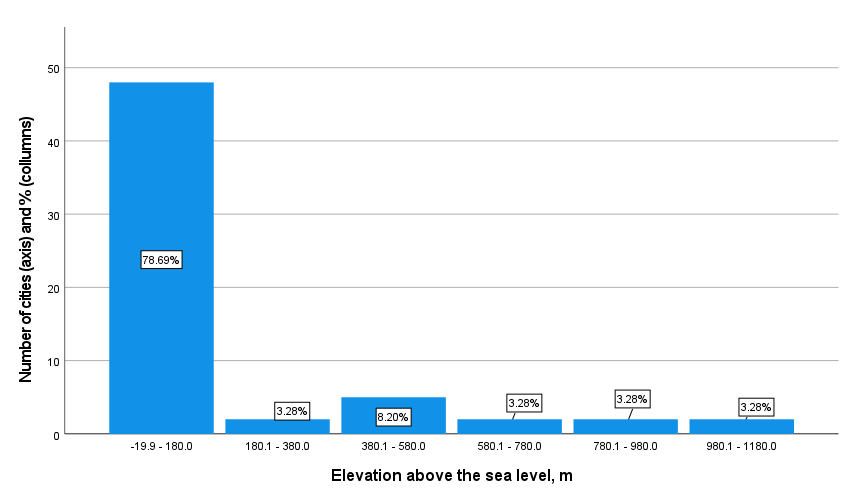 Number of cities (axis) and % (collumns)
50
40
30
20
10
0
78.69%
3.28%
8.20%
3.28%
3.28%
3.28%
-19.9 - 180.0
180.1 - 380.0
380.1 - 580.0
580.1 - 780.0
780.1 - 980.0
980.1 - 1180.0
Elevation above the sea level, m